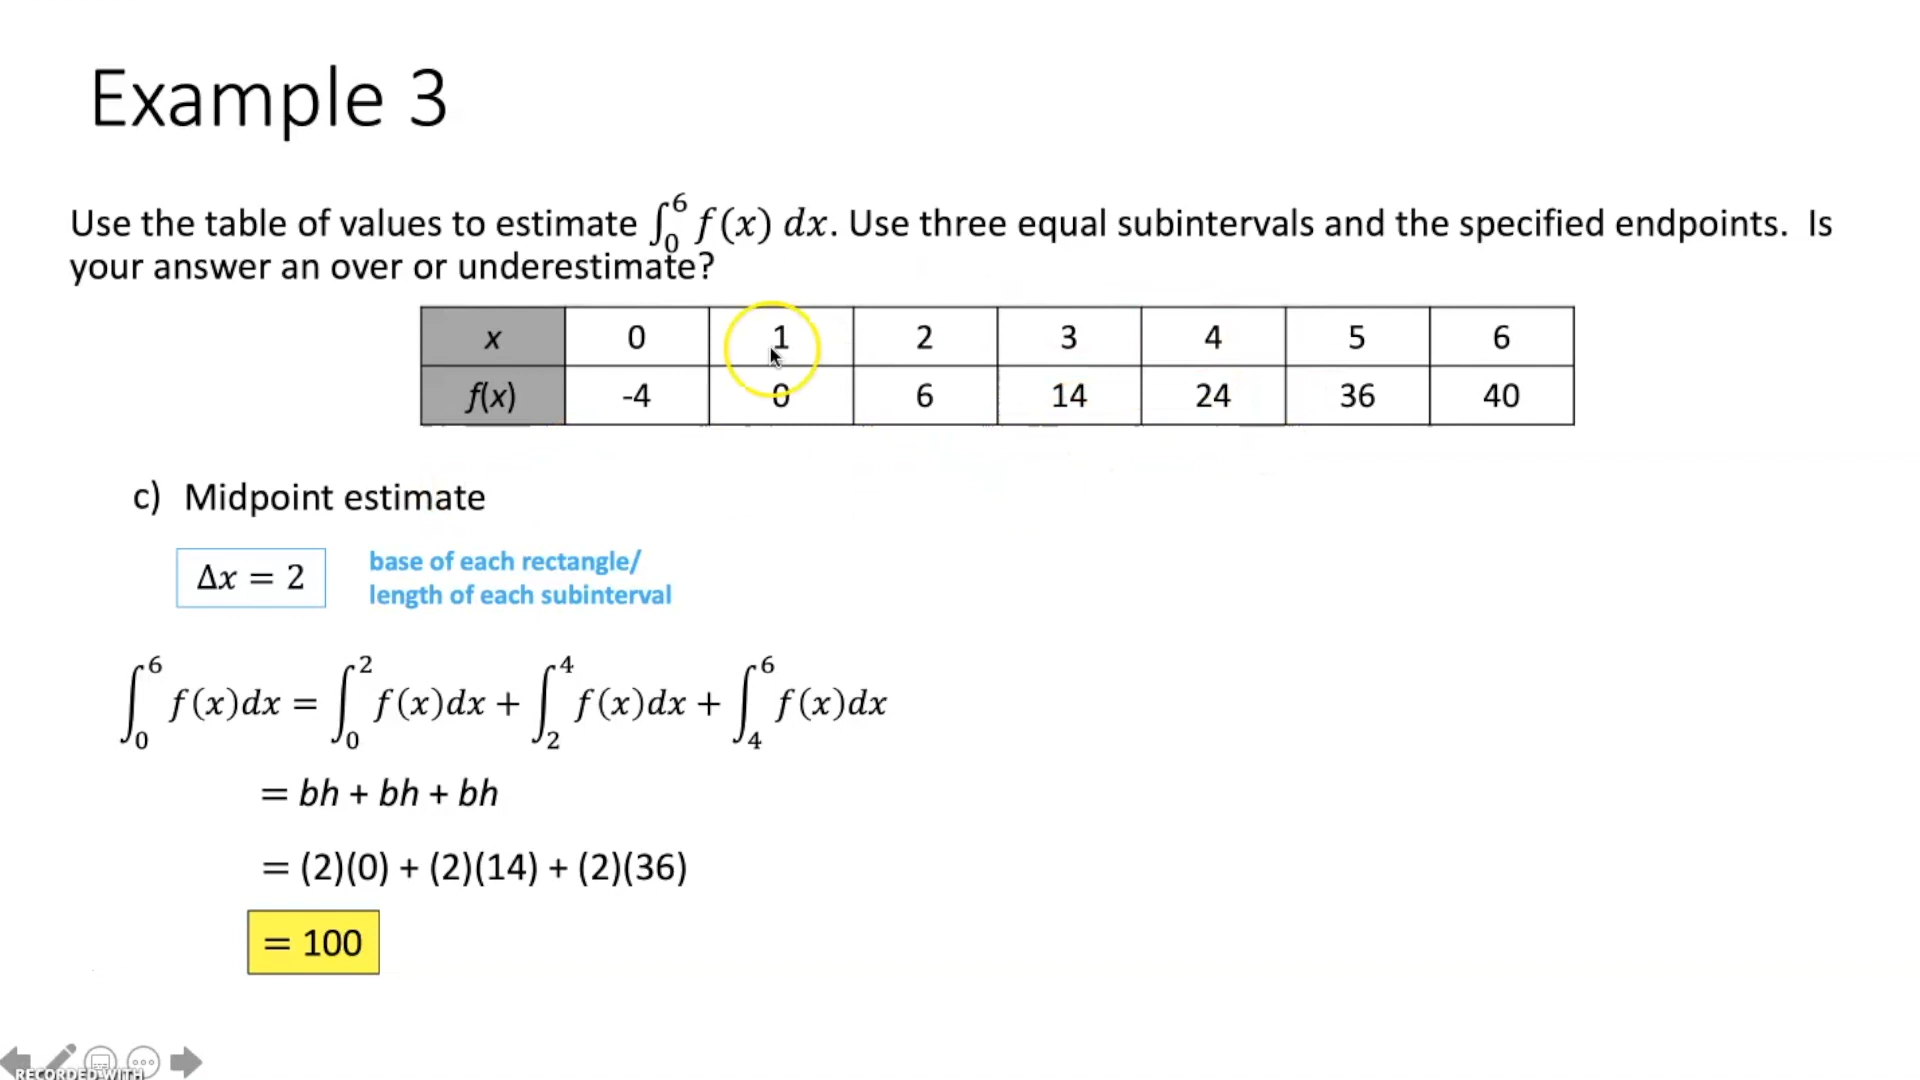 Example 3
Use the table of values to estimate ∫₀⁶ f(x) dx. Use three equal subintervals and the specified endpoints. Is
your answer an over or underestimate?
x 0 1 2 3 4 5 6
f(x) -4 0 6 14 24 36 40
c) Midpoint estimate
Δx = 2
base of each rectangle/
length of each subinterval
∫₀⁶ f(x)dx = ∫₀² f(x)dx + ∫₂⁴ f(x)dx + ∫₄⁶ f(x)dx
= bh + bh + bh
= (2)(0) + (2)(14) + (2)(36)
= 100
RECORDED WITH